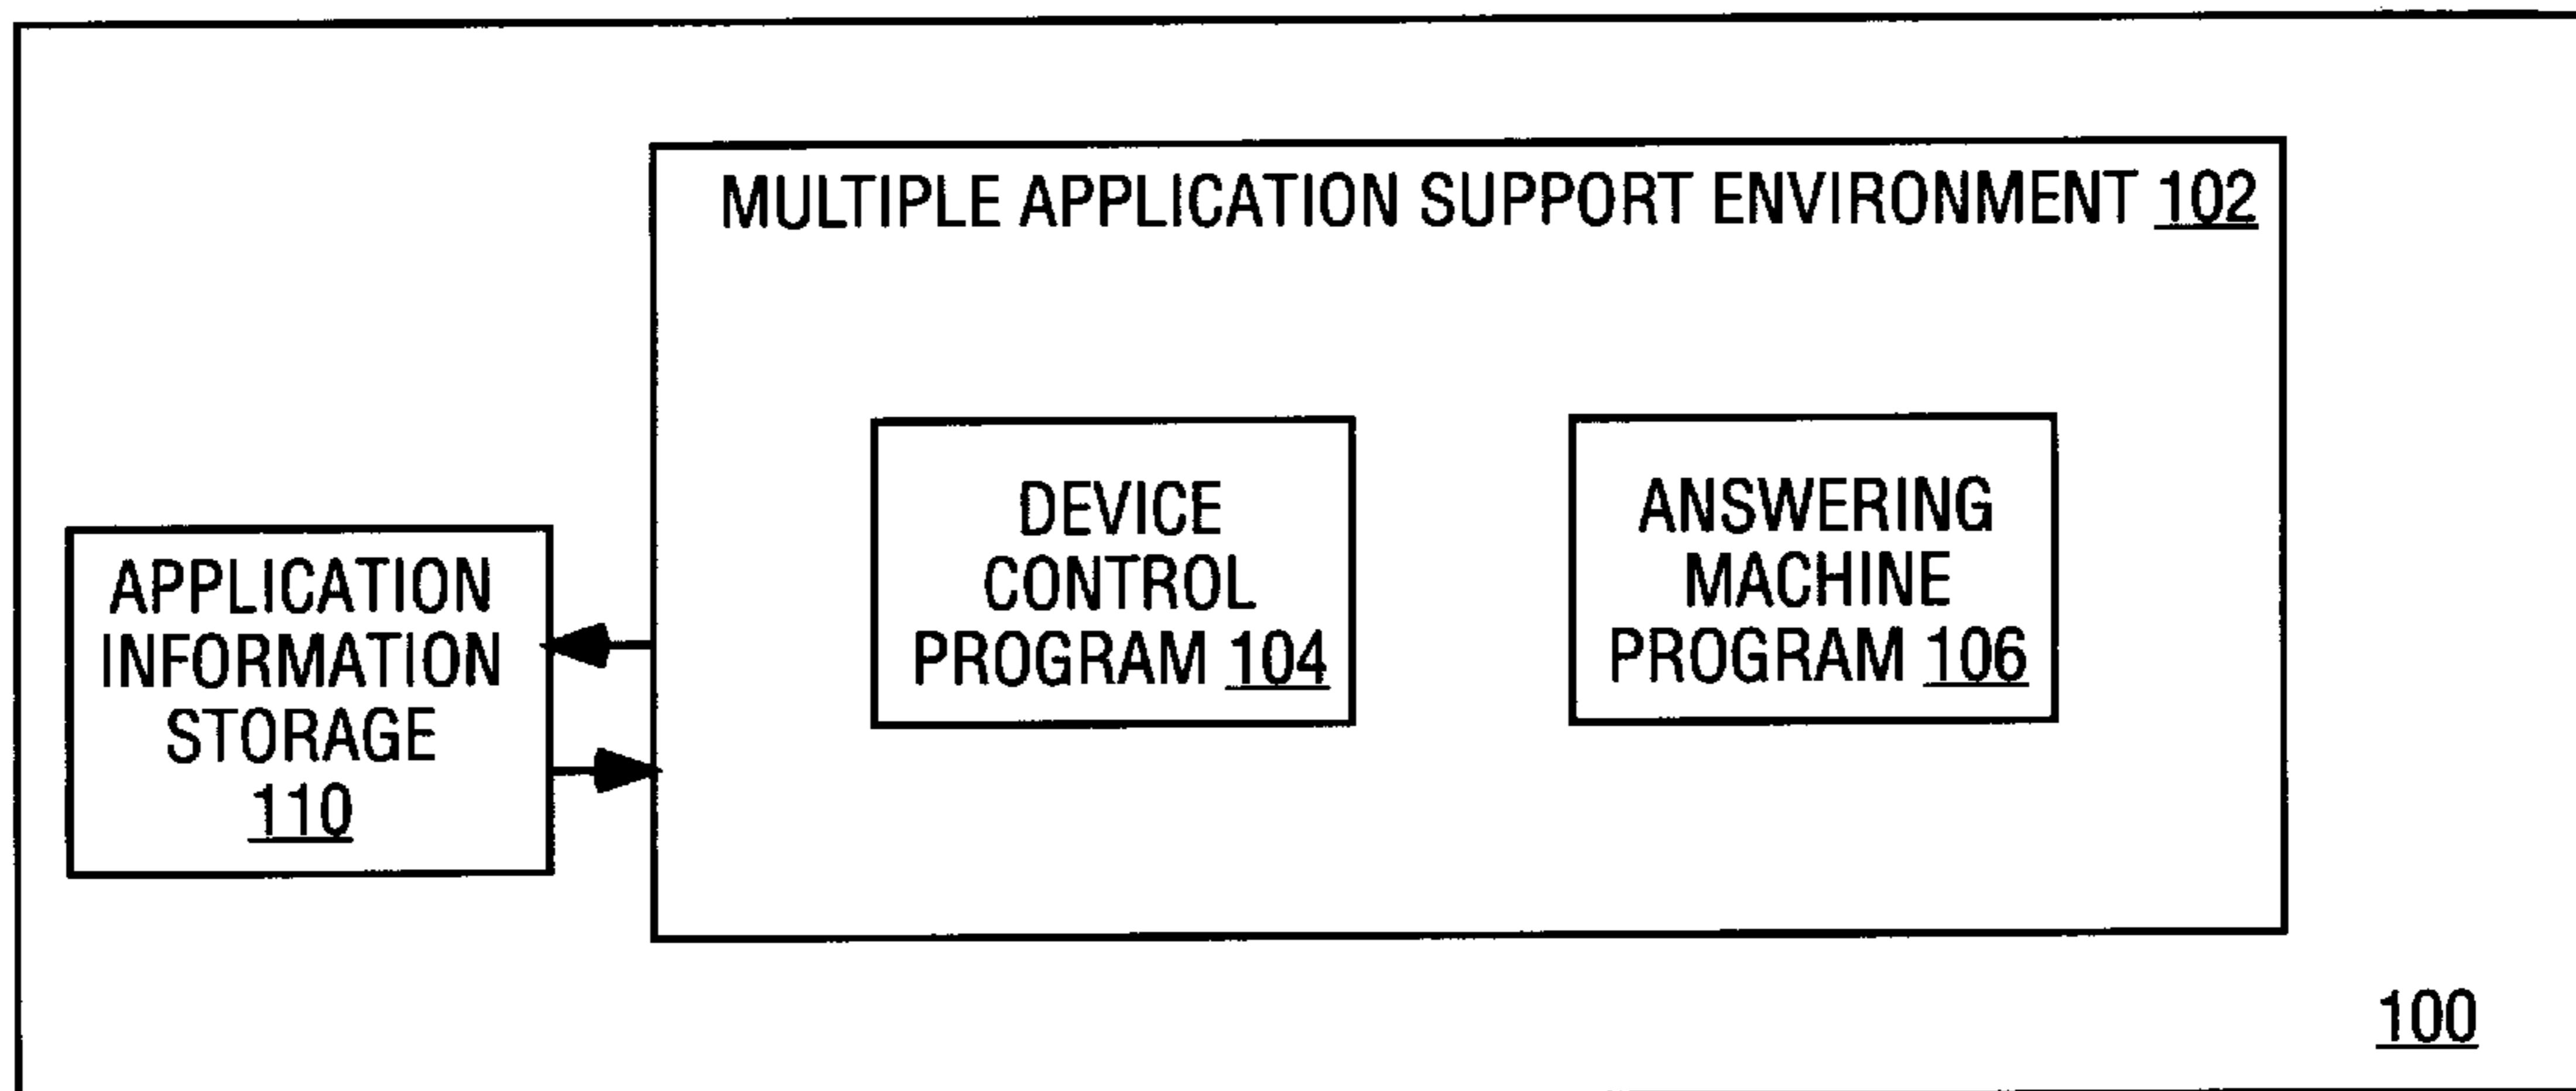 MULTIPLE APPLICATION SUPPORT ENVIRONMENT 102
DEVICE
CONTROL
PROGRAM 104
ANSWERING
MACHINE
PROGRAM 106
APPLICATION
INFORMATION
STORAGE
110
100